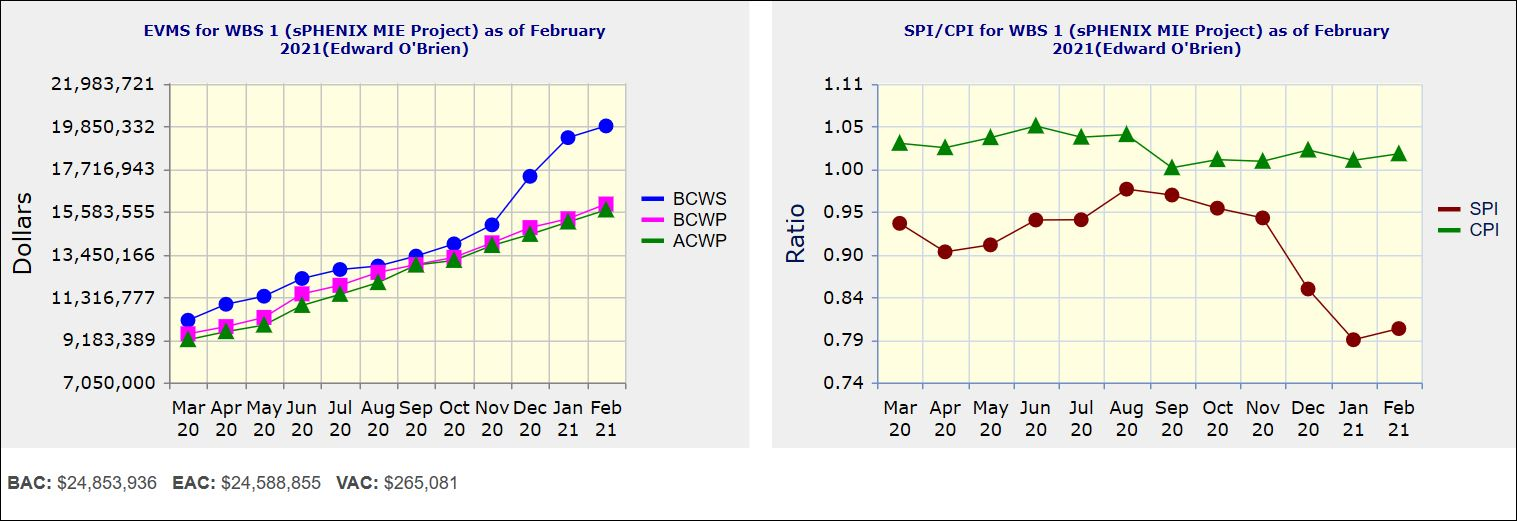 EVMS for WBS 1 (sPHENIX MIE Project) as of February
2021(Edward O'Brien)
21,983,721
19,850,332
17,716,943
15,583,555
13,450,166
11,316,777
9,183,389
7,050,000
Dollars
Mar Apr May Jun Jul Aug Sep Oct Nov Dec Jan Feb
20 20 20 20 20 20 20 20 20 20 21 21
BCWS
BCWP
ACWP
SPI/CPI for WBS 1 (sPHENIX MIE Project) as of February
2021(Edward O'Brien)
1.11
1.05
1.00
0.95
0.90
0.84
0.79
0.74
Ratio
Mar Apr May Jun Jul Aug Sep Oct Nov Dec Jan Feb
20 20 20 20 20 20 20 20 20 20 21 21
SPI
CPI
BAC: $24,853,936 EAC: $24,588,855 VAC: $265,081